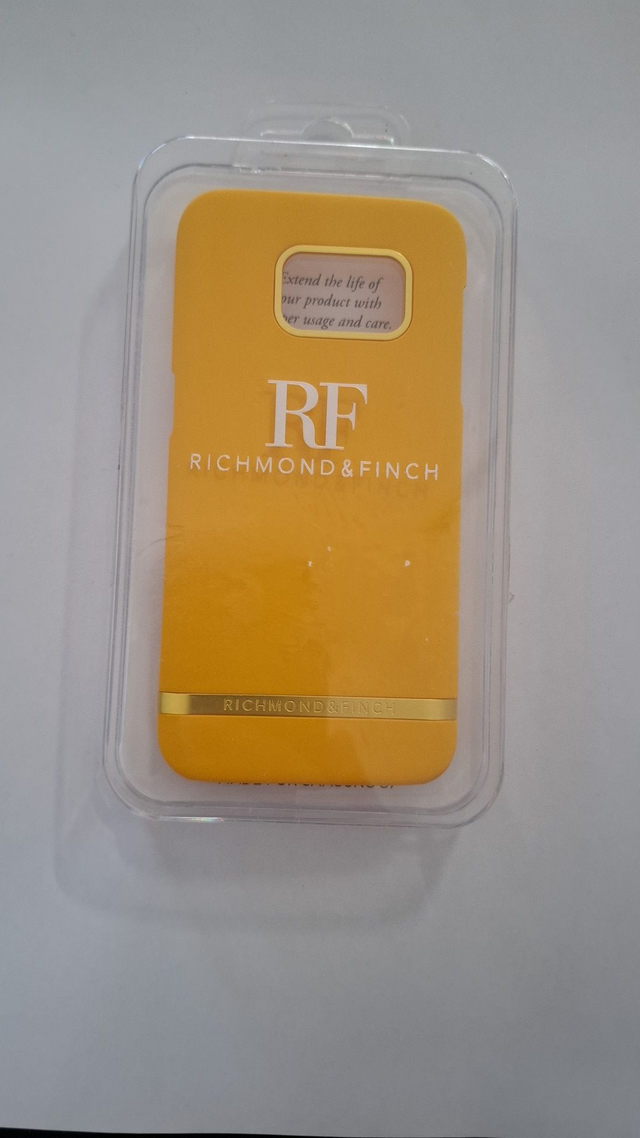 Extend the life of
our product with
per usage and care.
RF
RICHMOND&FINCH
RICHMOND&FINCH